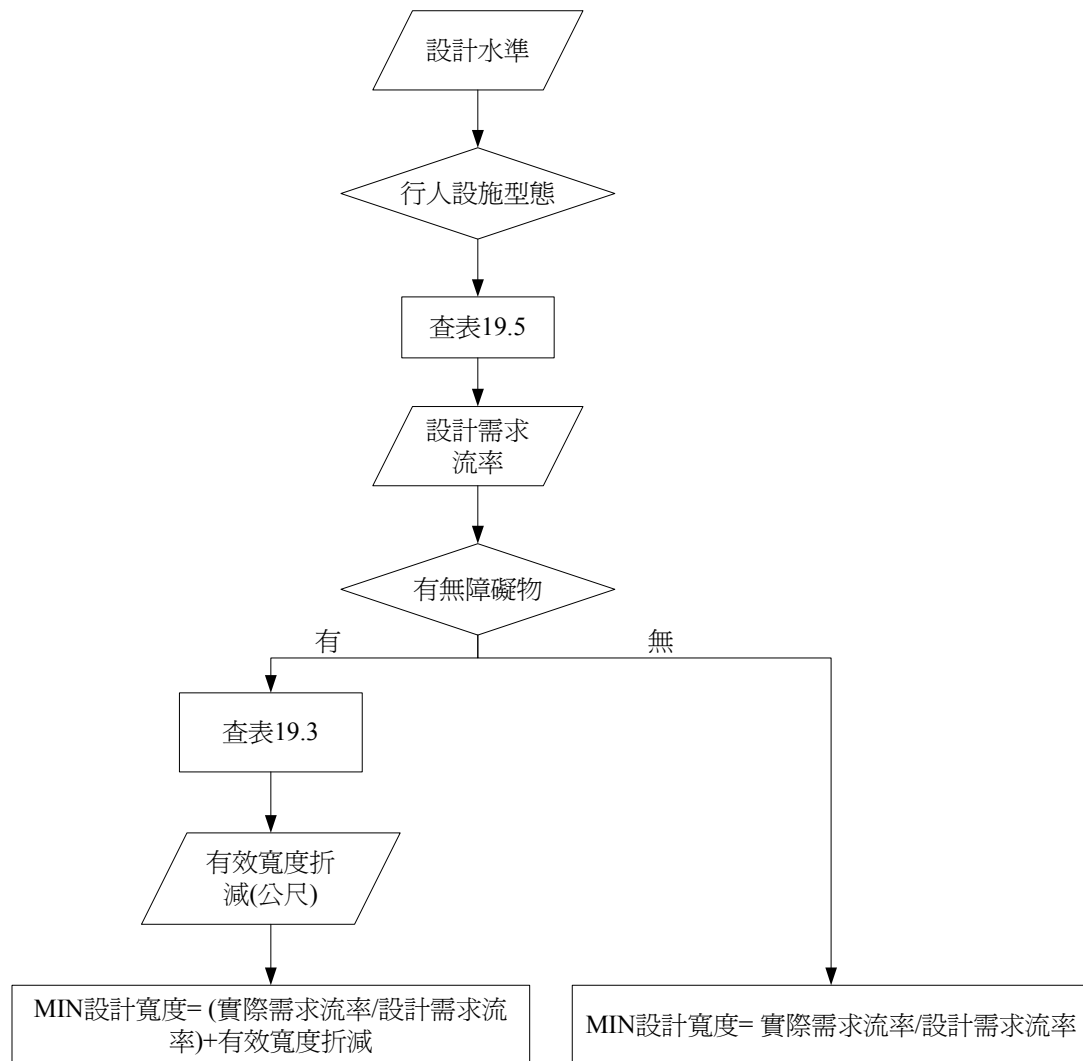 設計水準
行人設施型態
查表19.5
設計需求
流率
有無障礙物
有
無
查表19.3
有效寬度折
減(公尺)
MIN設計寬度= (實際需求流率/設計需求流
率)+有效寬度折減
MIN設計寬度= 實際需求流率/設計需求流率